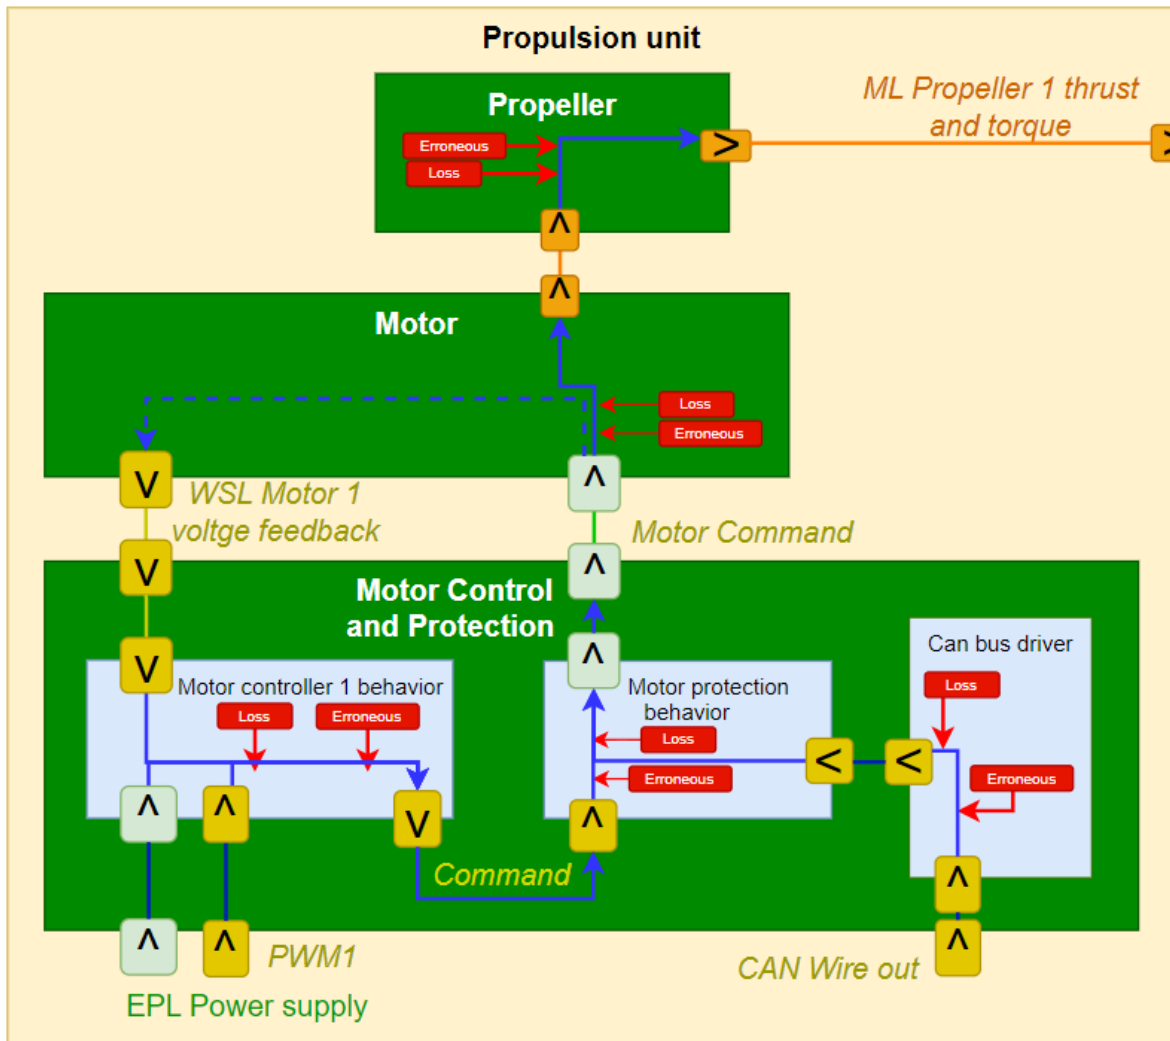 Propulsion unit
Propeller
ML Propeller 1 thrust
and torque
Erroneous
Loss
>
>
^
^
Motor
Loss
Erroneous
V
^
WSL Motor 1
voltge feedback
Motor Command
V
^
Motor Control
and Protection
V
^
Can bus driver
Motor controller 1 behavior
Motor protection
behavior
Loss
Loss
Erroneous
Loss
<
<
Erroneous
Erroneous
^
^
V
^
Command
^
^
^
PWM1
^
CAN Wire out
EPL Power supply